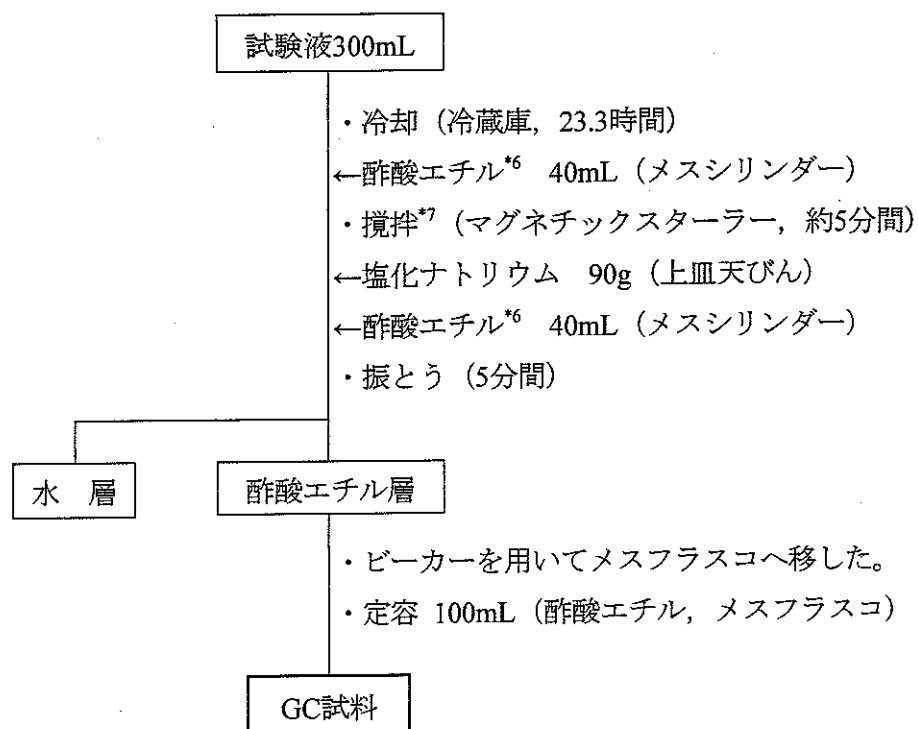 試験液300mL
・冷却（冷蔵庫，23.3時間）
←酢酸エチル*6 40mL（メスシリンダー）
・攪拌*7（マグネチックスターラー，約5分間）
←塩化ナトリウム 90g（上皿天びん）
←酢酸エチル*6 40mL（メスシリンダー）
・振とう（5分間）
水 層
酢酸エチル層
・ビーカーを用いてメスフラスコへ移した。
・定容 100mL（酢酸エチル，メスフラスコ）
GC試料